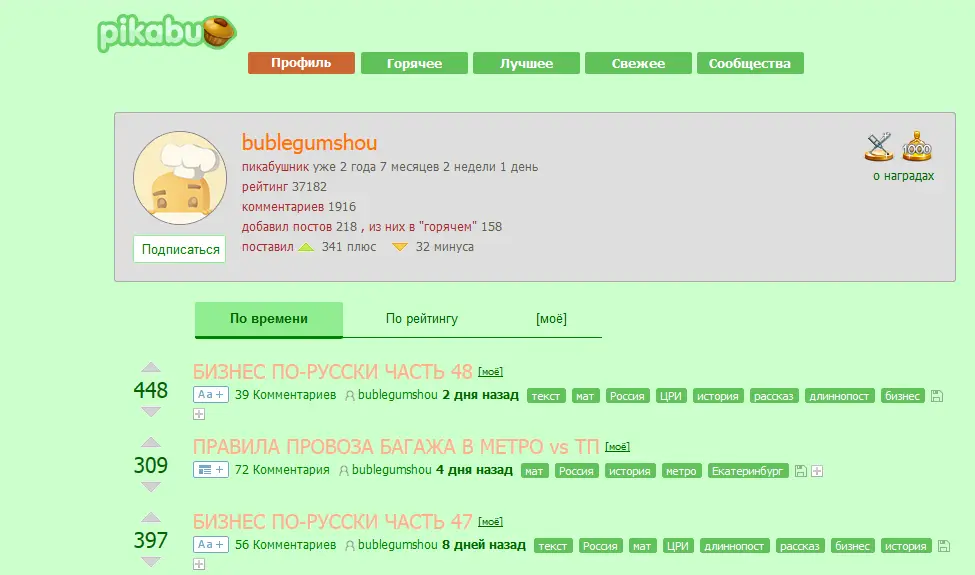 pikabu
Профиль Горячее Лучшее Свежее Сообщества
bublegumshou
пикабушник уже 2 года 7 месяцев 2 недели 1 день
рейтинг 37182
комментариев 1916
добавил постов 218 , из них в "горячем" 158
поставил 341 плюс 32 минуса
1000
о наградах
Подписаться
По времени По рейтингу [моё]
БИЗНЕС ПО-РУССКИ ЧАСТЬ 48 [моё]
448
Aa + 39 Комментариев bublegumshou 2 дня назад текст мат Россия ЦРИ история рассказ длиннопост бизнес
ПРАВИЛА ПРОВОЗА БАГАЖА В МЕТРО vs ТП [моё]
309
72 Комментария bublegumshou 4 дня назад мат Россия история метро Екатеринбург
БИЗНЕС ПО-РУССКИ ЧАСТЬ 47 [моё]
397
Aa + 56 Комментариев bublegumshou 8 дней назад текст Россия мат ЦРИ длиннопост рассказ бизнес история